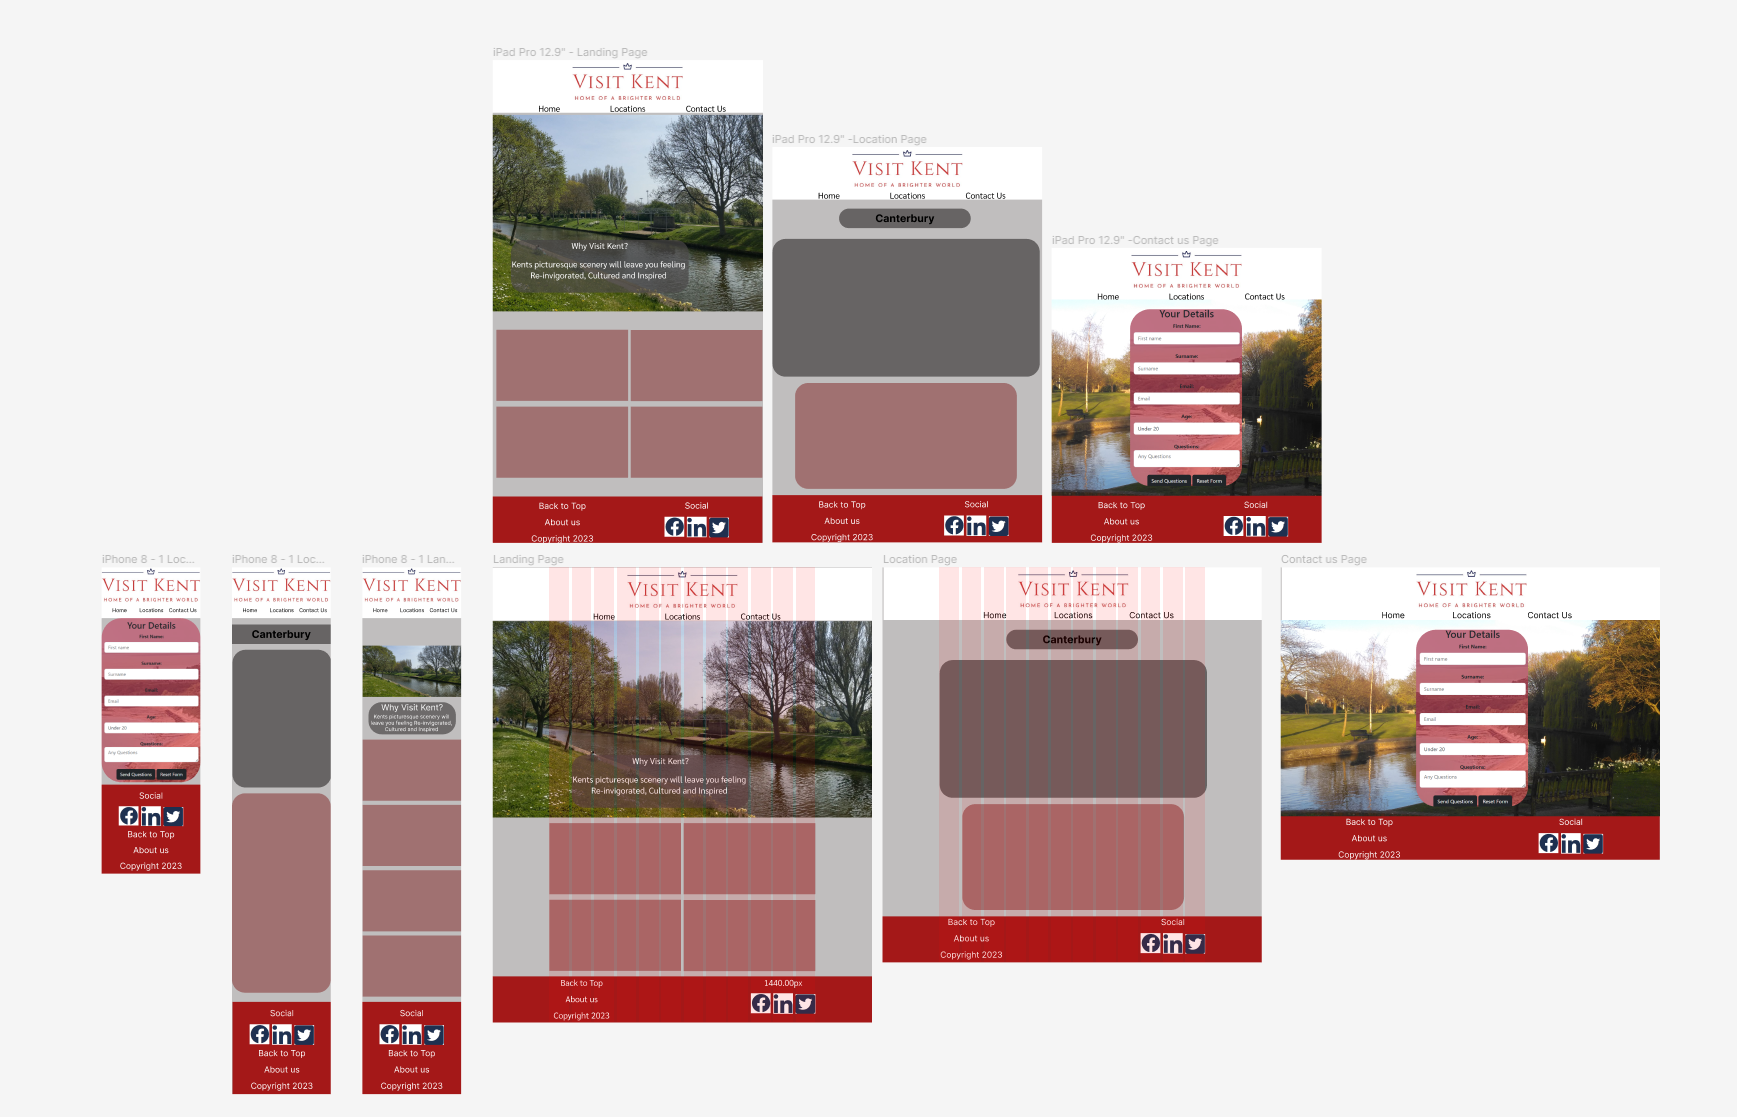 iPad Pro 12.9" - Landing Page
VISIT KENT
HOME OF A BRIGHTER WORLD
Home Locations Contact Us
Why Visit Kent?
Kents picturesque scenery will leave you feeling
Re-invigorated, Cultured and Inspired
Back to Top Social
About us
Copyright 2023
iPad Pro 12.9" -Location Page
VISIT KENT
HOME OF A BRIGHTER WORLD
Home Locations Contact Us
Canterbury
Back to Top Social
About us
Copyright 2023
iPad Pro 12.9" -Contact us Page
VISIT KENT
HOME OF A BRIGHTER WORLD
Home Locations Contact Us
Your Details
First Name:
First name
Surname:
Surname
Email:
Email
Age:
Under 20
Questions:
Any Questions
Send Questions Reset Form
Back to Top Social
About us
Copyright 2023
iPhone 8 - 1 Loc...
VISIT KENT
HOME OF A BRIGHTER WORLD
Home Locations Contact Us
Your Details
First Name:
First name
Surname:
Surname
Email:
Email
Age:
Under 20
Questions:
Any Questions
Send Questions Reset Form
Social
Back to Top
About us
Copyright 2023
iPhone 8 - 1 Loc...
VISIT KENT
HOME OF A BRIGHTER WORLD
Home Locations Contact Us
Canterbury
Social
Back to Top
About us
Copyright 2023
iPhone 8 - 1 Lan...
VISIT KENT
HOME OF A BRIGHTER WORLD
Home Locations Contact Us
Why Visit Kent?
Kents picturesque scenery will
leave you feeling Re-invigorated,
Cultured and Inspired
Social
Back to Top
About us
Copyright 2023
Landing Page
VISIT KENT
HOME OF A BRIGHTER WORLD
Home Locations Contact Us
Why Visit Kent?
Kents picturesque scenery will leave you feeling
Re-invigorated, Cultured and Inspired
Back to Top 1440.00px
About us
Copyright 2023
Location Page
VISIT KENT
HOME OF A BRIGHTER WORLD
Home Locations Contact Us
Canterbury
Back to Top Social
About us
Copyright 2023
Contact us Page
VISIT KENT
HOME OF A BRIGHTER WORLD
Home Locations Contact Us
Your Details
First Name:
First name
Surname:
Surname
Email:
Email
Age:
Under 20
Questions:
Any Questions
Send Questions Reset Form
Back to Top Social
About us
Copyright 2023